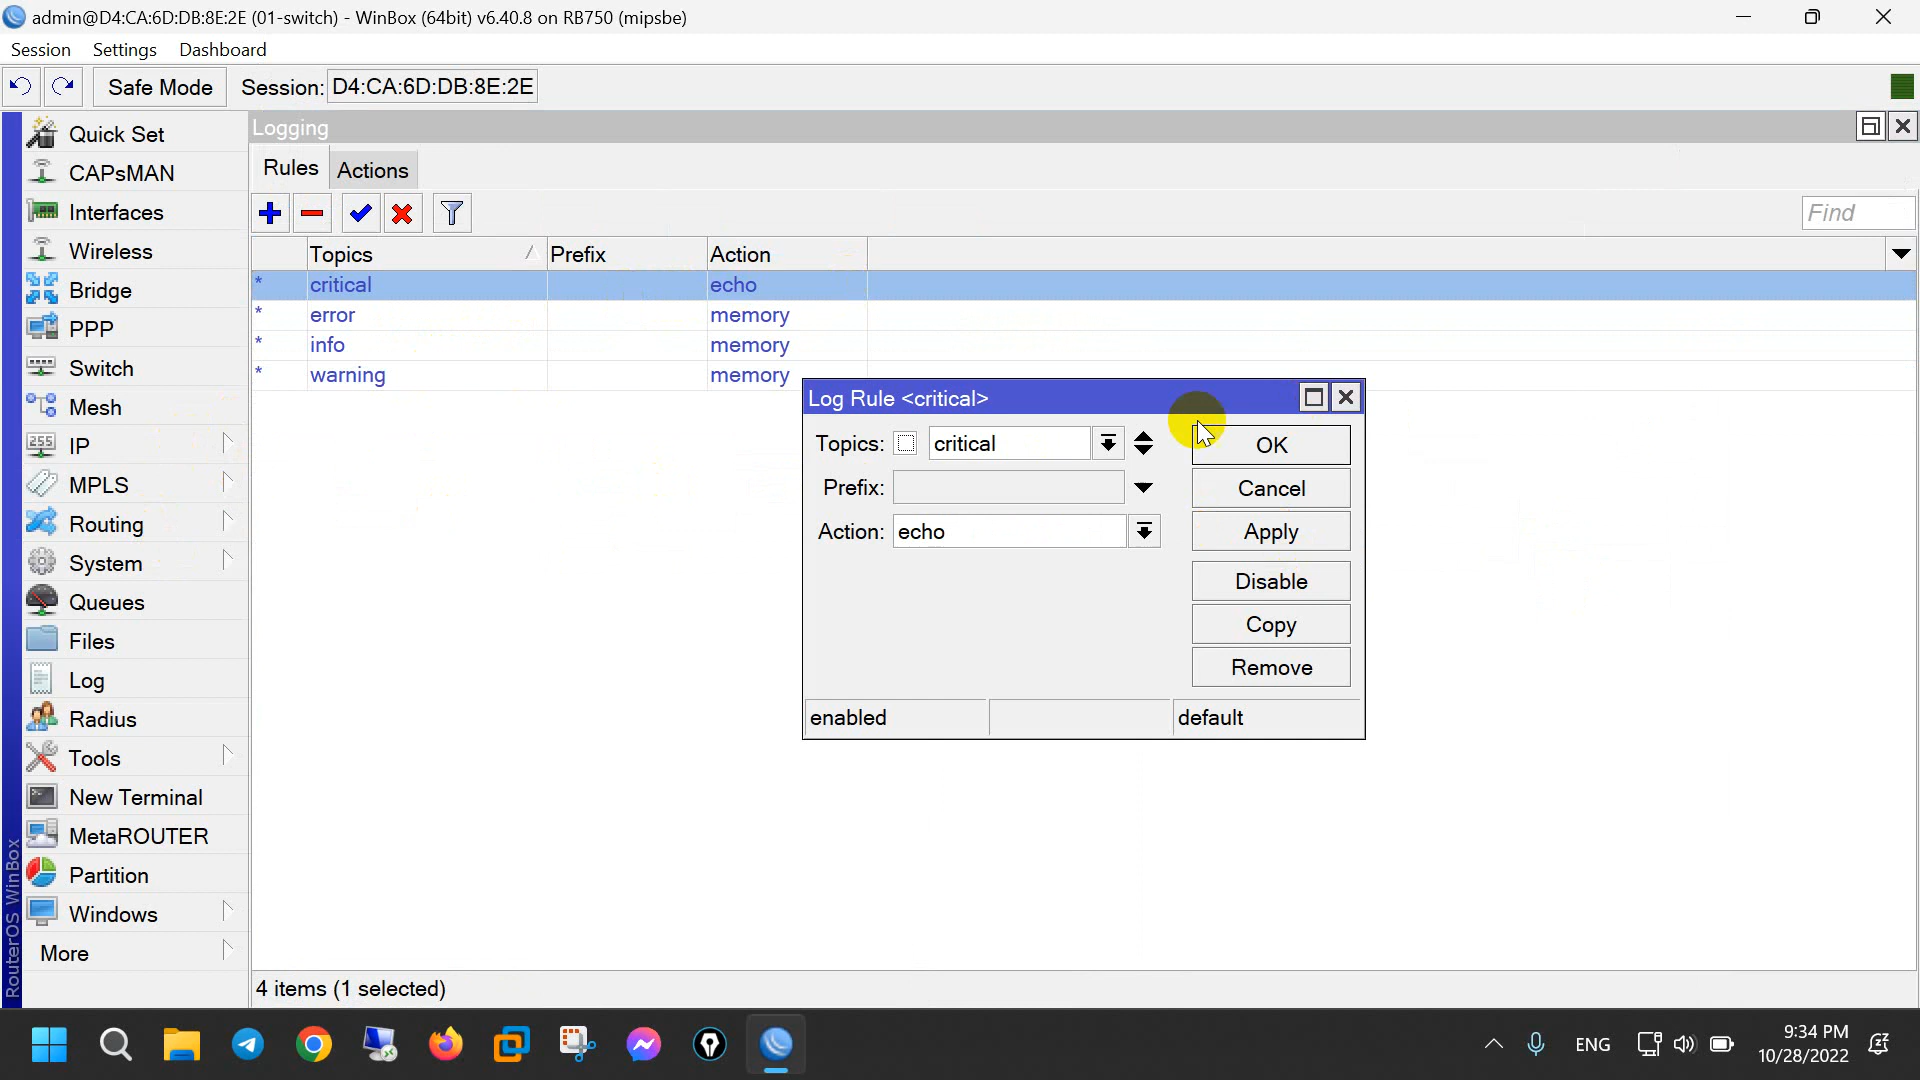 admin@D4:CA:6D:DB:8E:2E (01-switch) - WinBox (64bit) v6.40.8 on RB750 (mipsbe)
Session Settings Dashboard
Safe Mode Session: D4:CA:6D:DB:8E:2E
Quick Set
CAPsMAN
Interfaces
Wireless
Bridge
PPP
Switch
Mesh
255 IP
MPLS
Routing
System
Queues
Files
Log
Radius
Tools
New Terminal
MetaROUTER
Partition
Windows
More
RouterOS WinBox
Logging
Rules Actions
Find
Topics Prefix Action
* critical echo
* error memory
* info memory
* warning memory
Log Rule <critical>
Topics: critical
Prefix:
Action: echo
OK
Cancel
Apply
Disable
Copy
Remove
enabled default
4 items (1 selected)
ENG
9:34 PM
10/28/2022